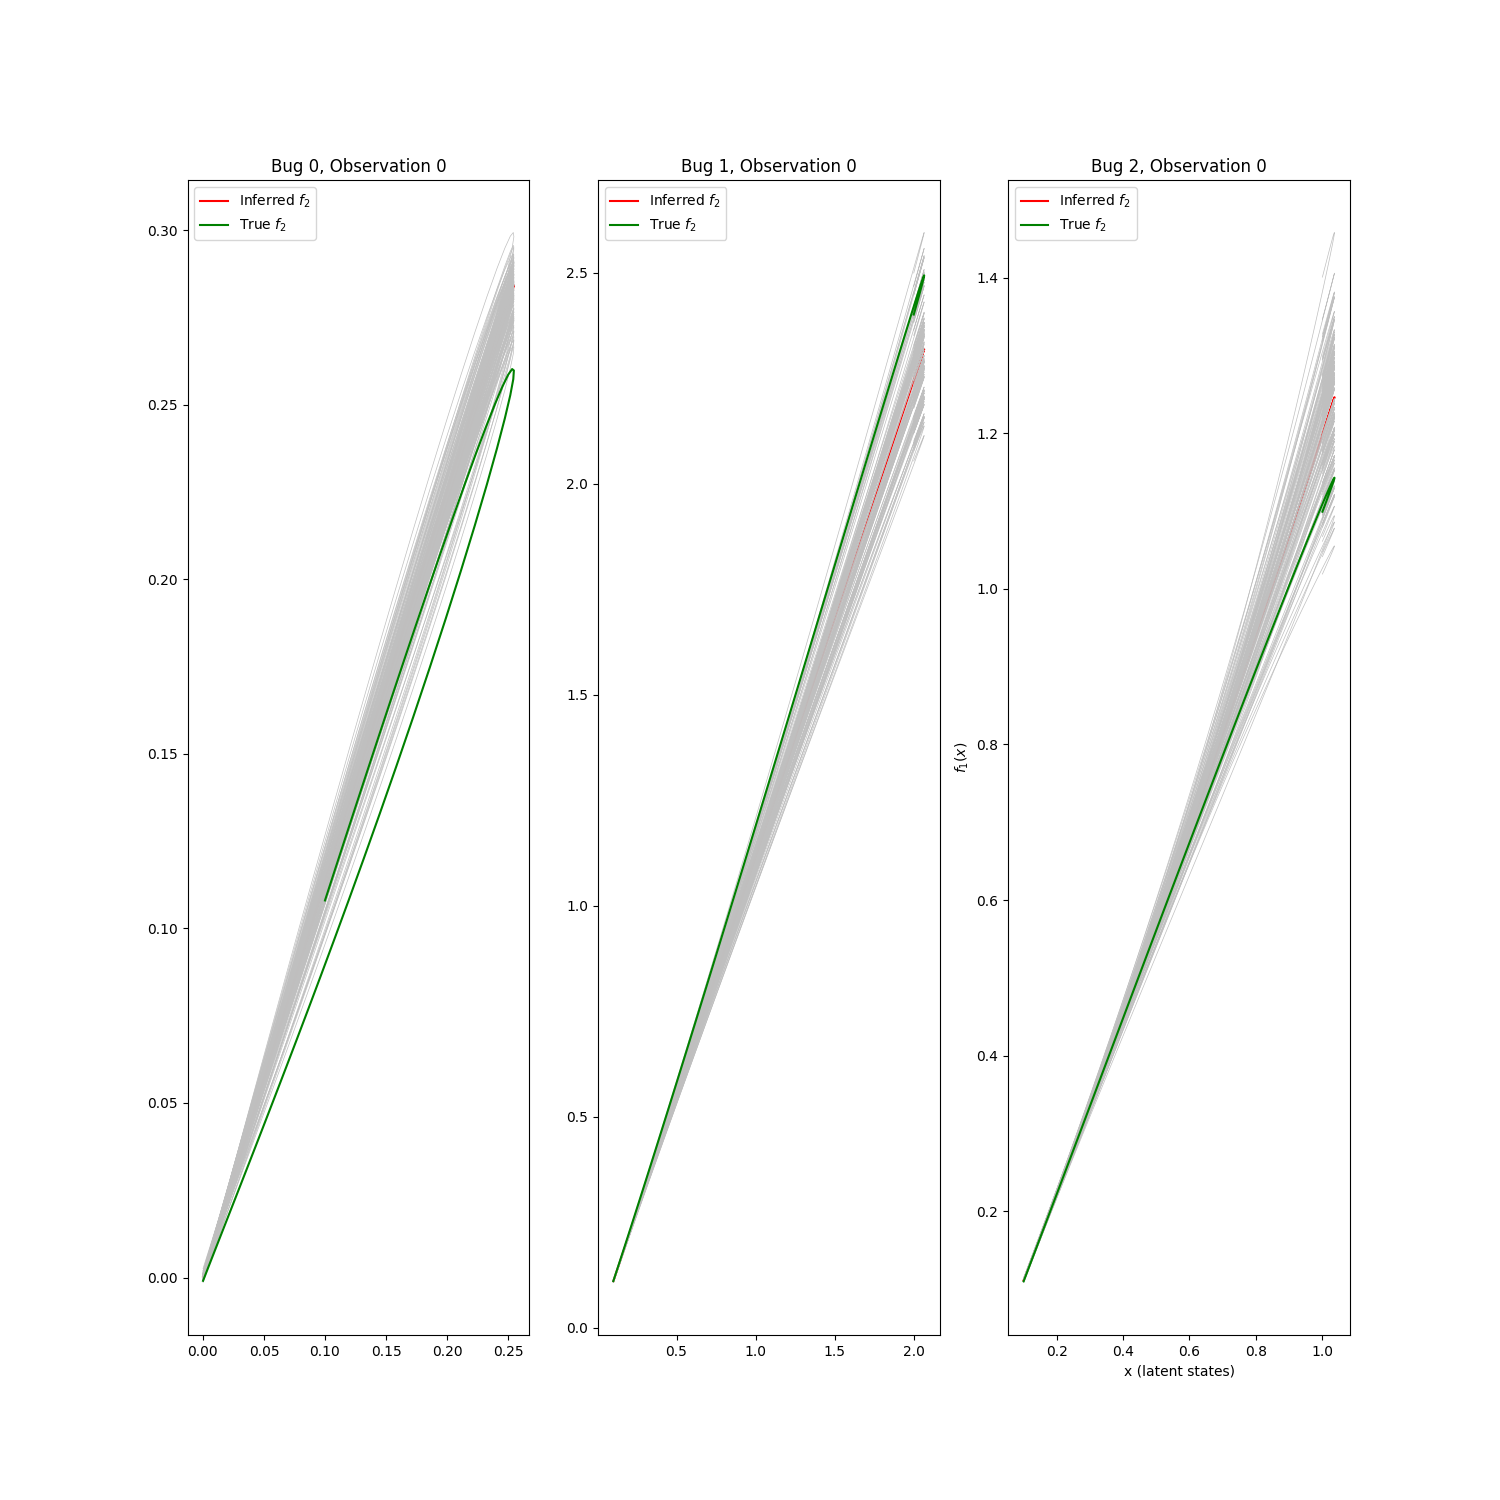 Bug 0, Observation 0
Inferred f₂
True f₂
0.30
0.25
0.20
0.15
0.10
0.05
0.00
0.00 0.05 0.10 0.15 0.20 0.25
Bug 1, Observation 0
Inferred f₂
True f₂
2.5
2.0
1.5
1.0
0.5
0.0
0.5 1.0 1.5 2.0
Bug 2, Observation 0
Inferred f₂
True f₂
f₁(x)
1.4
1.2
1.0
0.8
0.6
0.4
0.2
0.2 0.4 0.6 0.8 1.0
x (latent states)